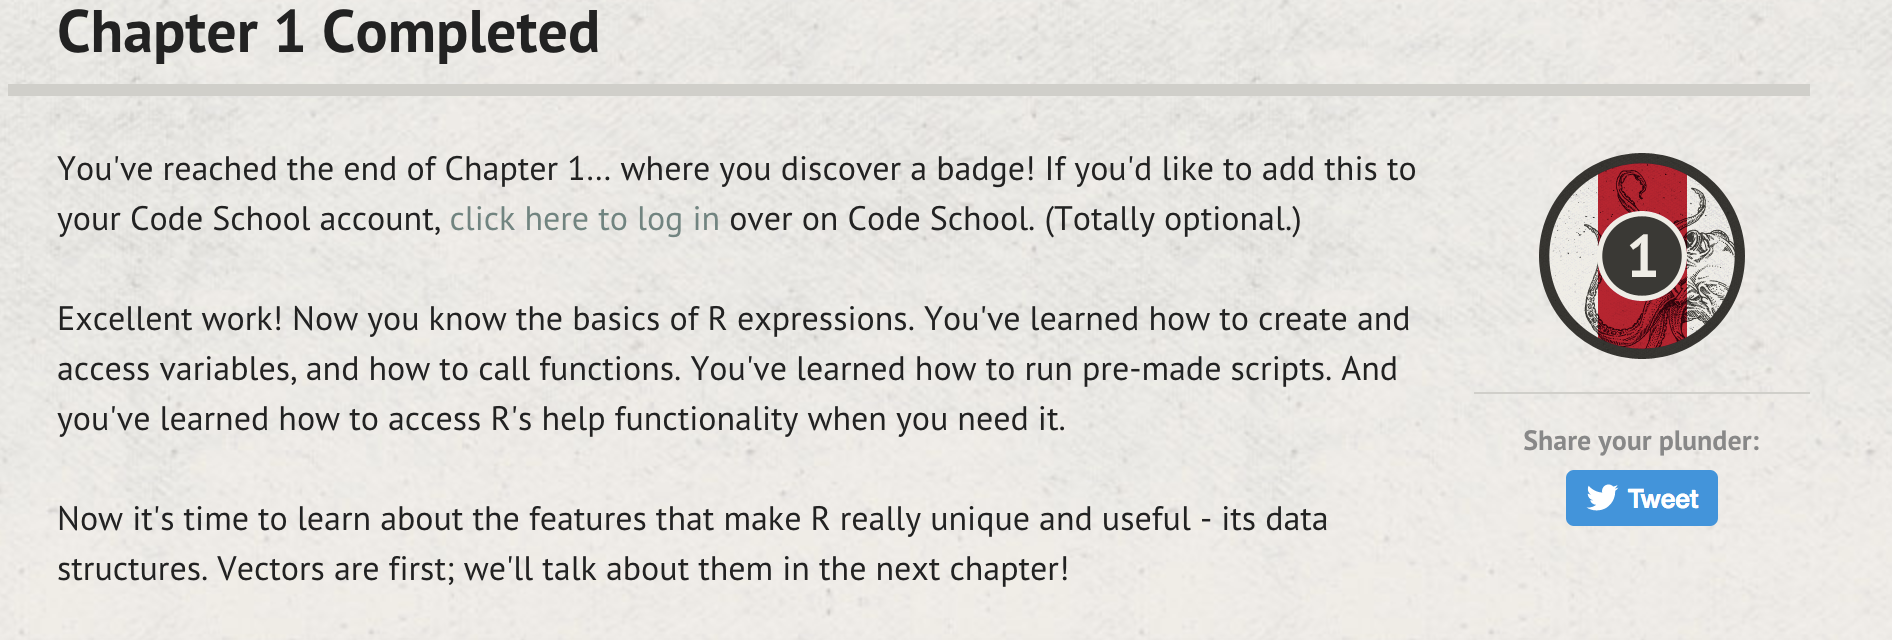 Chapter 1 Completed
You've reached the end of Chapter 1... where you discover a badge! If you'd like to add this to
your Code School account, click here to log in over on Code School. (Totally optional.)
Excellent work! Now you know the basics of R expressions. You've learned how to create and
access variables, and how to call functions. You've learned how to run pre-made scripts. And
you've learned how to access R's help functionality when you need it.
Now it's time to learn about the features that make R really unique and useful - its data
structures. Vectors are first; we'll talk about them in the next chapter!
1
Share your plunder:
Tweet